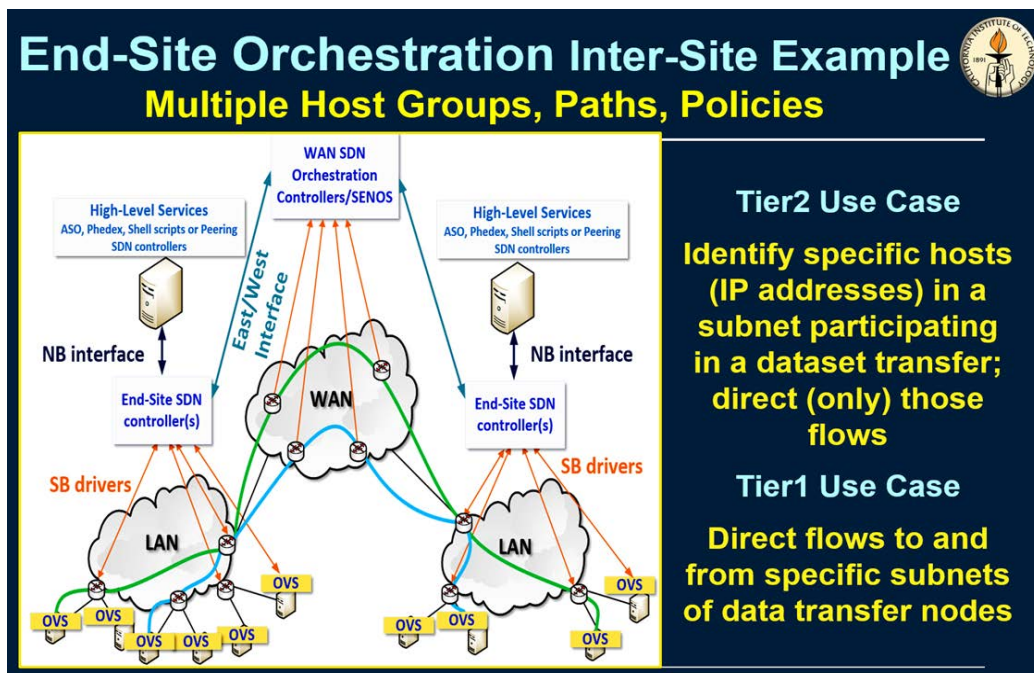 End-Site Orchestration Inter-Site Example
Multiple Host Groups, Paths, Policies
CALIFORNIA INSTITUTE OF TECHNOLOGY
1891
WAN SDN
Orchestration
Controllers/SENOS
High-Level Services
ASO, Phedex, Shell scripts or Peering
SDN controllers
High-Level Services
ASO, Phedex, Shell scripts or Peering
SDN controllers
East/West
Interface
NB interface
NB interface
End-Site SDN
controller(s)
WAN
End-Site SDN
controller(s)
SB drivers
SB drivers
LAN
LAN
OVS
OVS
OVS
OVS
OVS
OVS
OVS
OVS
OVS
OVS
Tier2 Use Case
Identify specific hosts
(IP addresses) in a
subnet participating
in a dataset transfer;
direct (only) those
flows
Tier1 Use Case
Direct flows to and
from specific subnets
of data transfer nodes